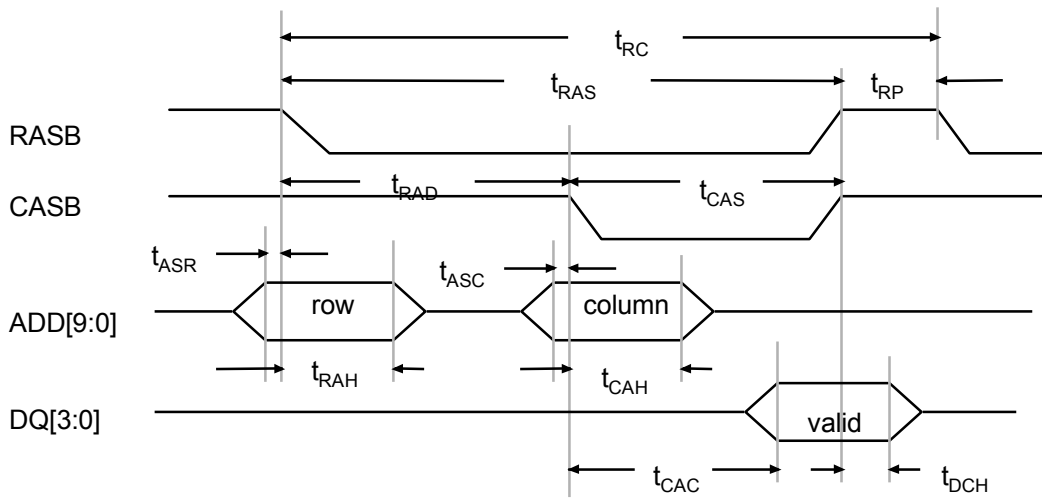 tRC
tRAS
tRP
RASB
tRAD
tCAS
CASB
tASR
tASC
row
column
ADD[9:0]
tRAH
tCAH
DQ[3:0]
valid
tCAC
tDCH